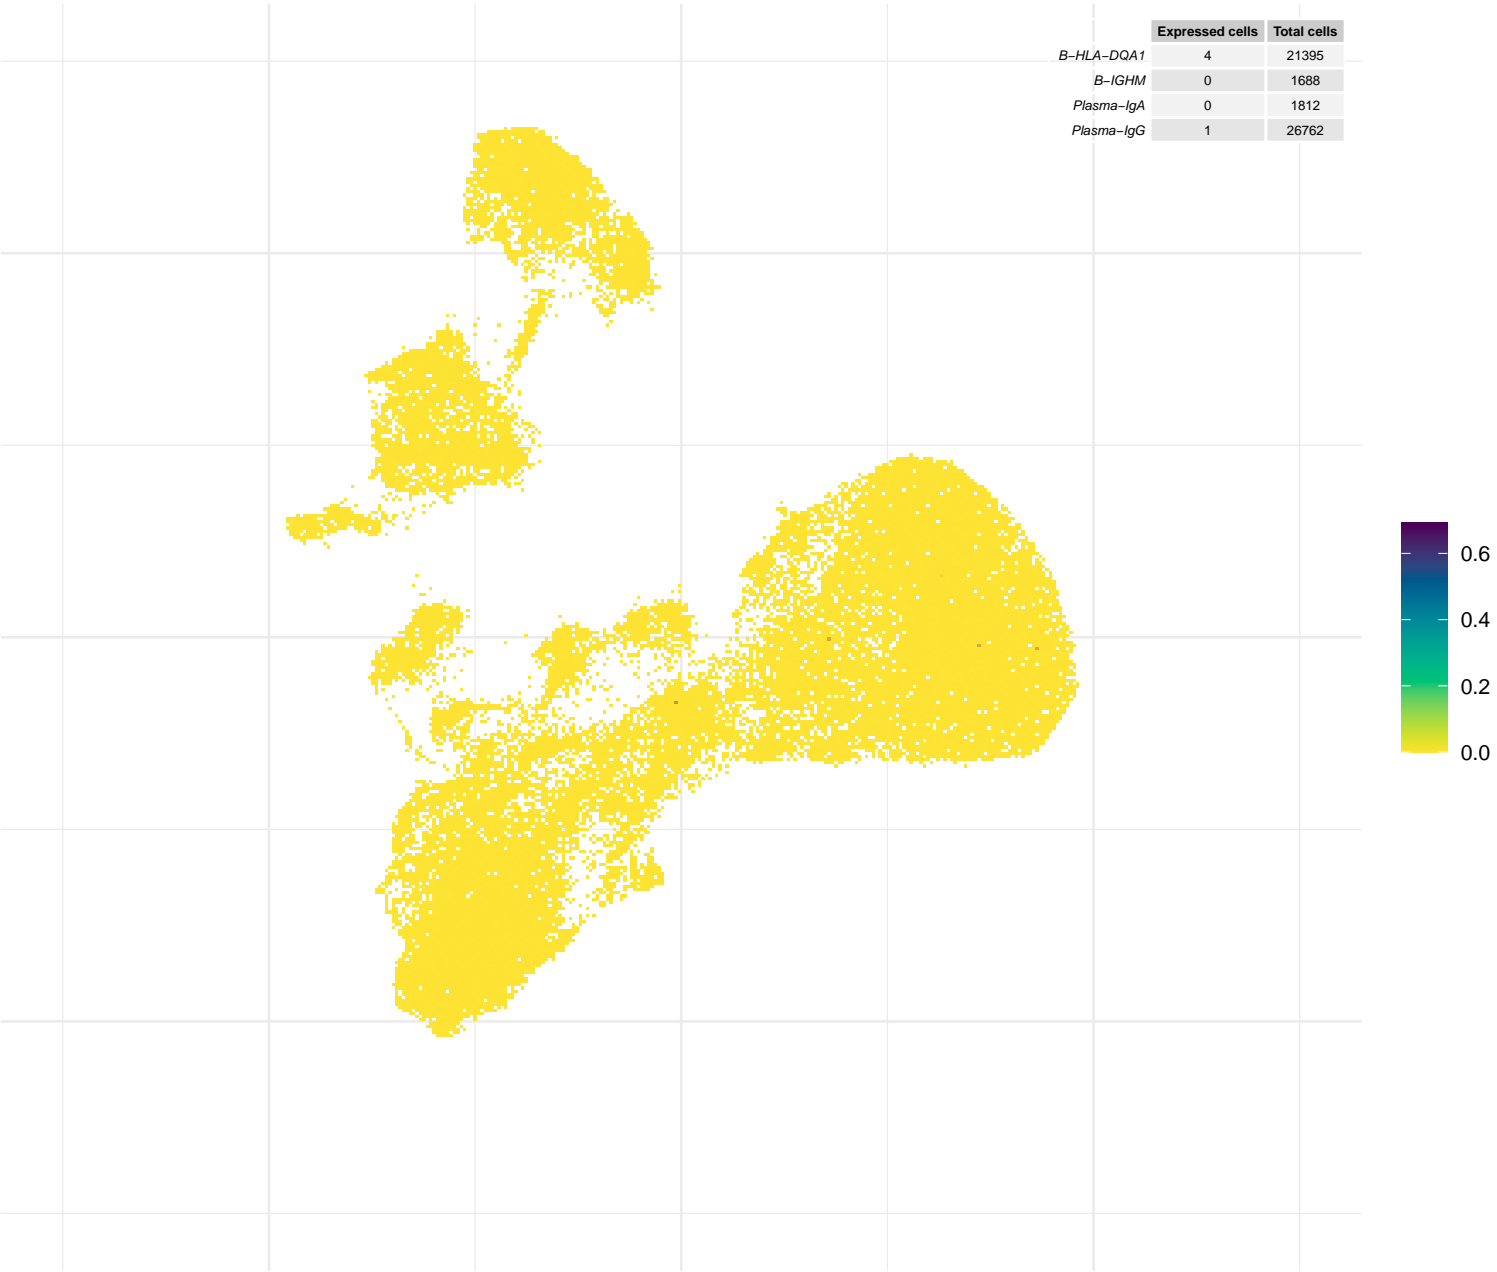 Expressed cells Total cells
B−HLA−DQA1 4 21395
B−IGHM 0 1688
Plasma−IgA 0 1812
Plasma−IgG 1 26762
0.6
0.4
0.2
0.0